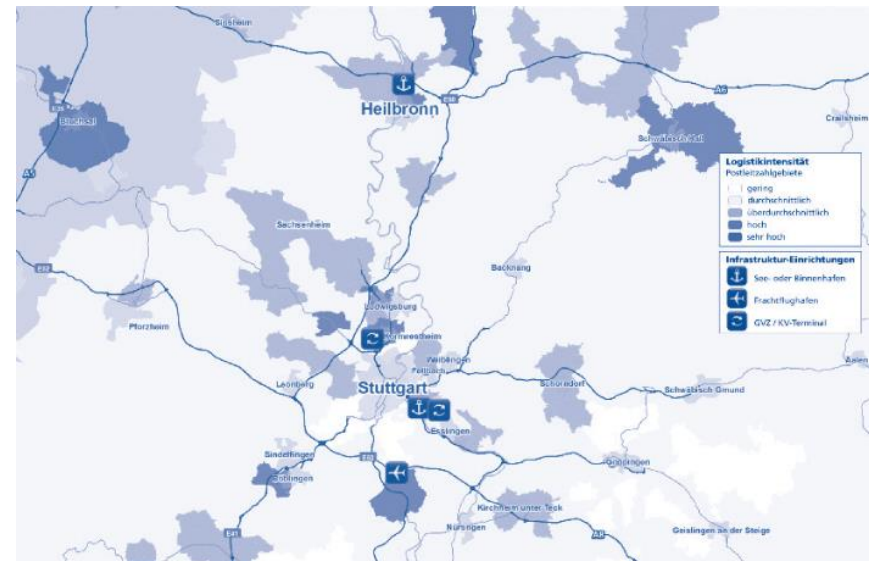 Sinsheim
Heilbronn
A6
Bruchsal
Crailsheim
Schwäbisch Hall
A5
Logistikintensität
Postleitzahlgebiete
gering
durchschnittlich
überdurchschnittlich
hoch
sehr hoch
Infrastruktur-Einrichtungen
See- oder Binnenhafen
Frachtflughafen
GVZ / KV-Terminal
Sachsenheim
Backnang
Ludwigsburg
Pforzheim
Kornwestheim
Waiblingen
Fellbach
Aalen
Leonberg
Stuttgart
Schorndorf
Schwäbisch Gmünd
Esslingen
Sindelfingen
Göppingen
Böblingen
Kirchheim unter Teck
Nürtingen
Geislingen an der Steige
E41
A8